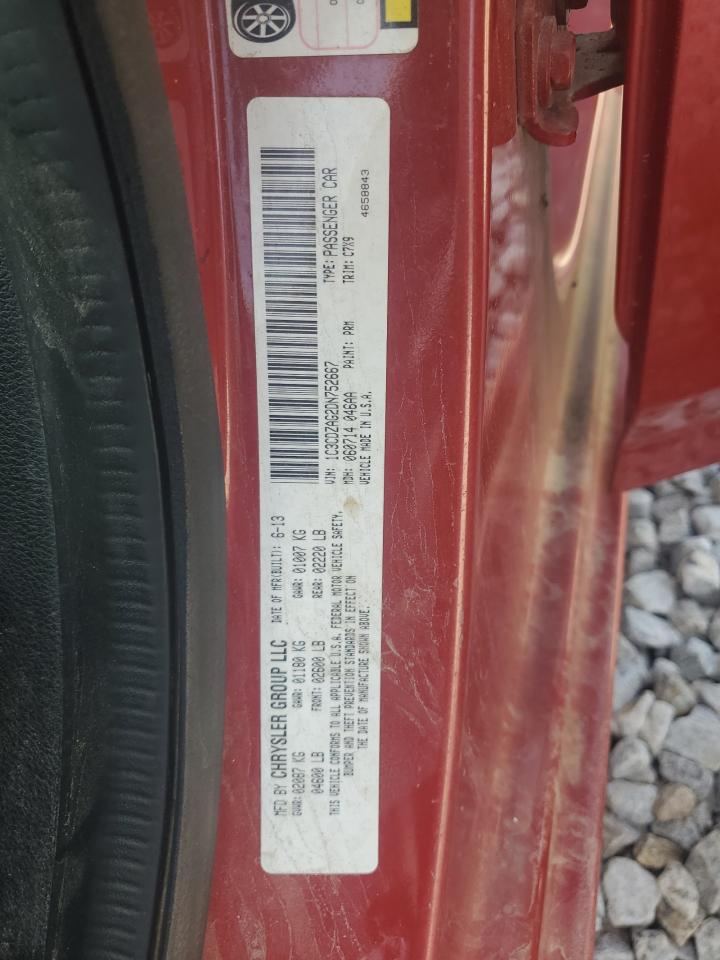 MFD BY CHRYSLER GROUP LLC DATE OF MFR(BUILT): 6-13
GVWR: 02087 KG GAWR: 01180 KG GAWR: 01007 KG
04600 LB FRONT: 02600 LB REAR: 02220 LB
THIS VEHICLE CONFORMS TO ALL APPLICABLE U.S.A. FEDERAL MOTOR VEHICLE SAFETY,
BUMPER AND THEFT PREVENTION STANDARDS IN EFFECT ON
THE DATE OF MANUFACTURE SHOWN ABOVE.
VIN: 1C3CDZAG2DN752667 TYPE: PASSENGER CAR
MDH: 060714 046AA PAINT: PRM TRIM: C7X9
VEHICLE MADE IN U.S.A. 4658843